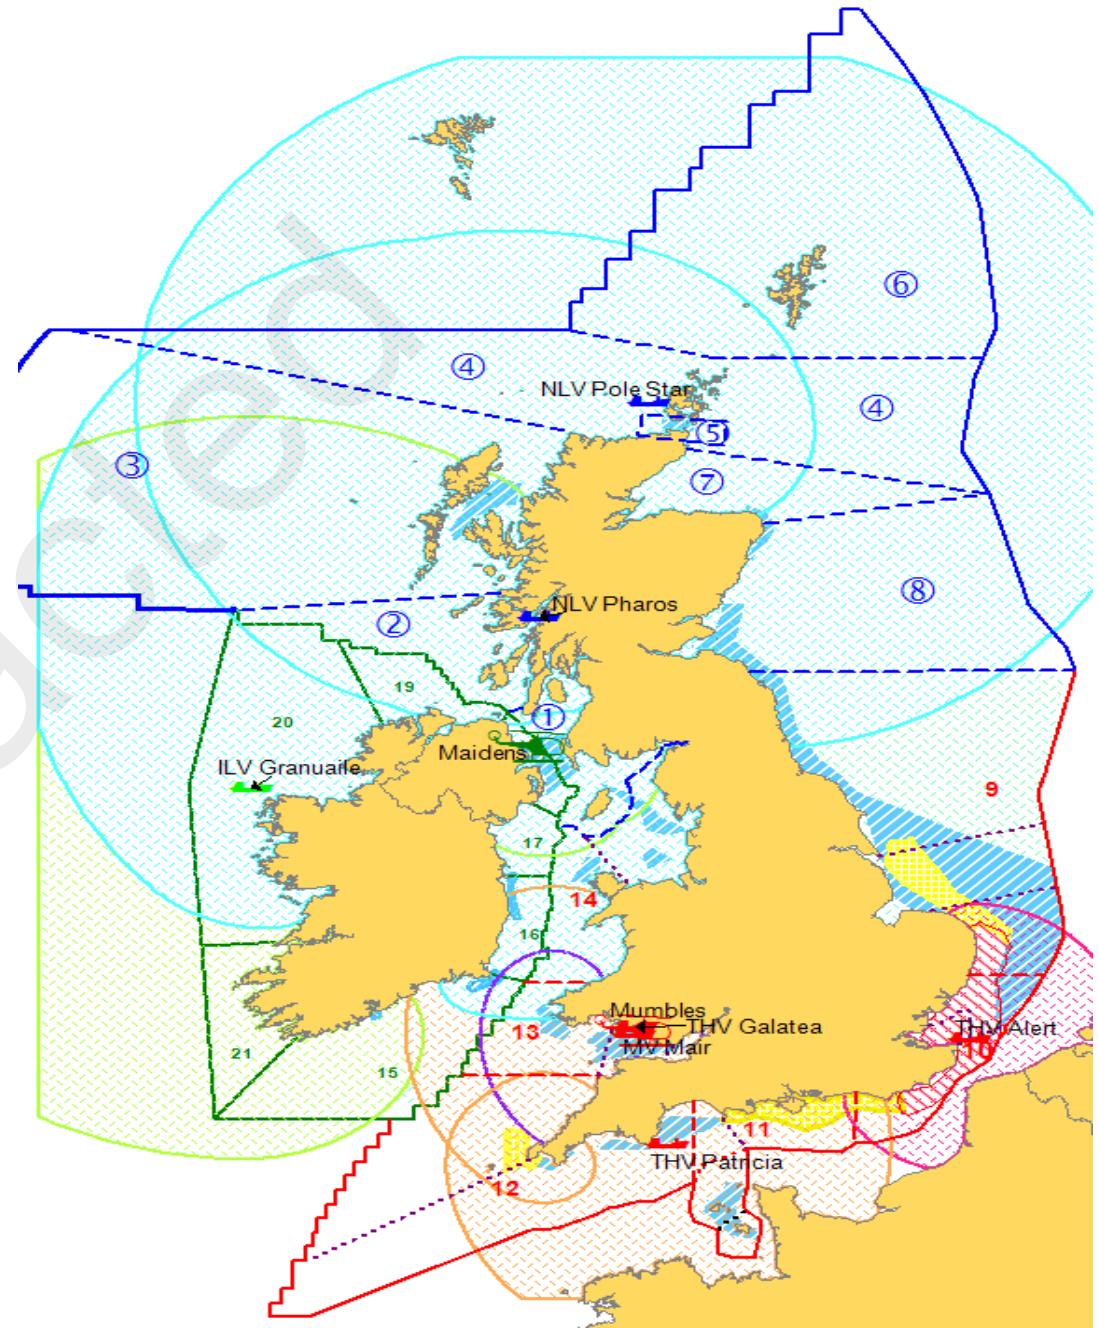 ⑥
④
NLV Pole Star
④
⑤
③
⑦
NLV Pharos
②
⑧
19
①
20
Maidens
ILV Granuaile
9
17
14
16
Mumbles
13
THV Galatea
THV Alert
MV Mair
10
21
15
11
THV Patricia
12